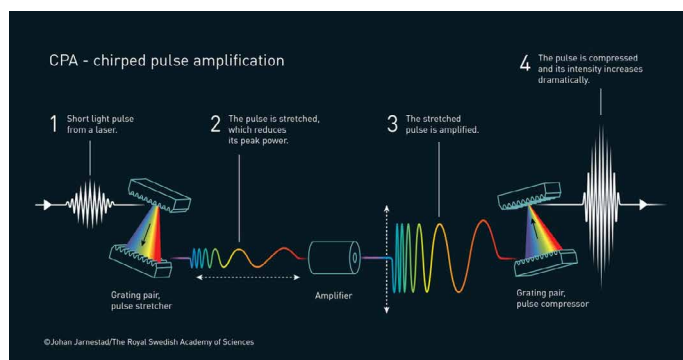 CPA - chirped pulse amplification
1
Short light pulse
from a laser.
2
The pulse is stretched,
which reduces
its peak power.
3
The stretched
pulse is amplified.
4
The pulse is compressed
and its intensity increases
dramatically.
Grating pair,
pulse stretcher
Amplifier
Grating pair,
pulse compressor
©Johan Jarnestad/The Royal Swedish Academy of Sciences